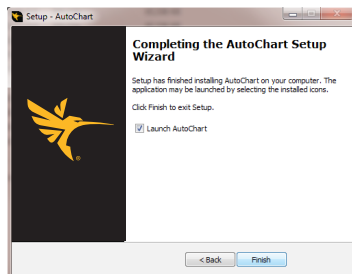 Setup - AutoChart
Completing the AutoChart Setup
Wizard
Setup has finished installing AutoChart on your computer. The
application may be launched by selecting the installed icons.
Click Finish to exit Setup.
Launch AutoChart
< Back
Finish